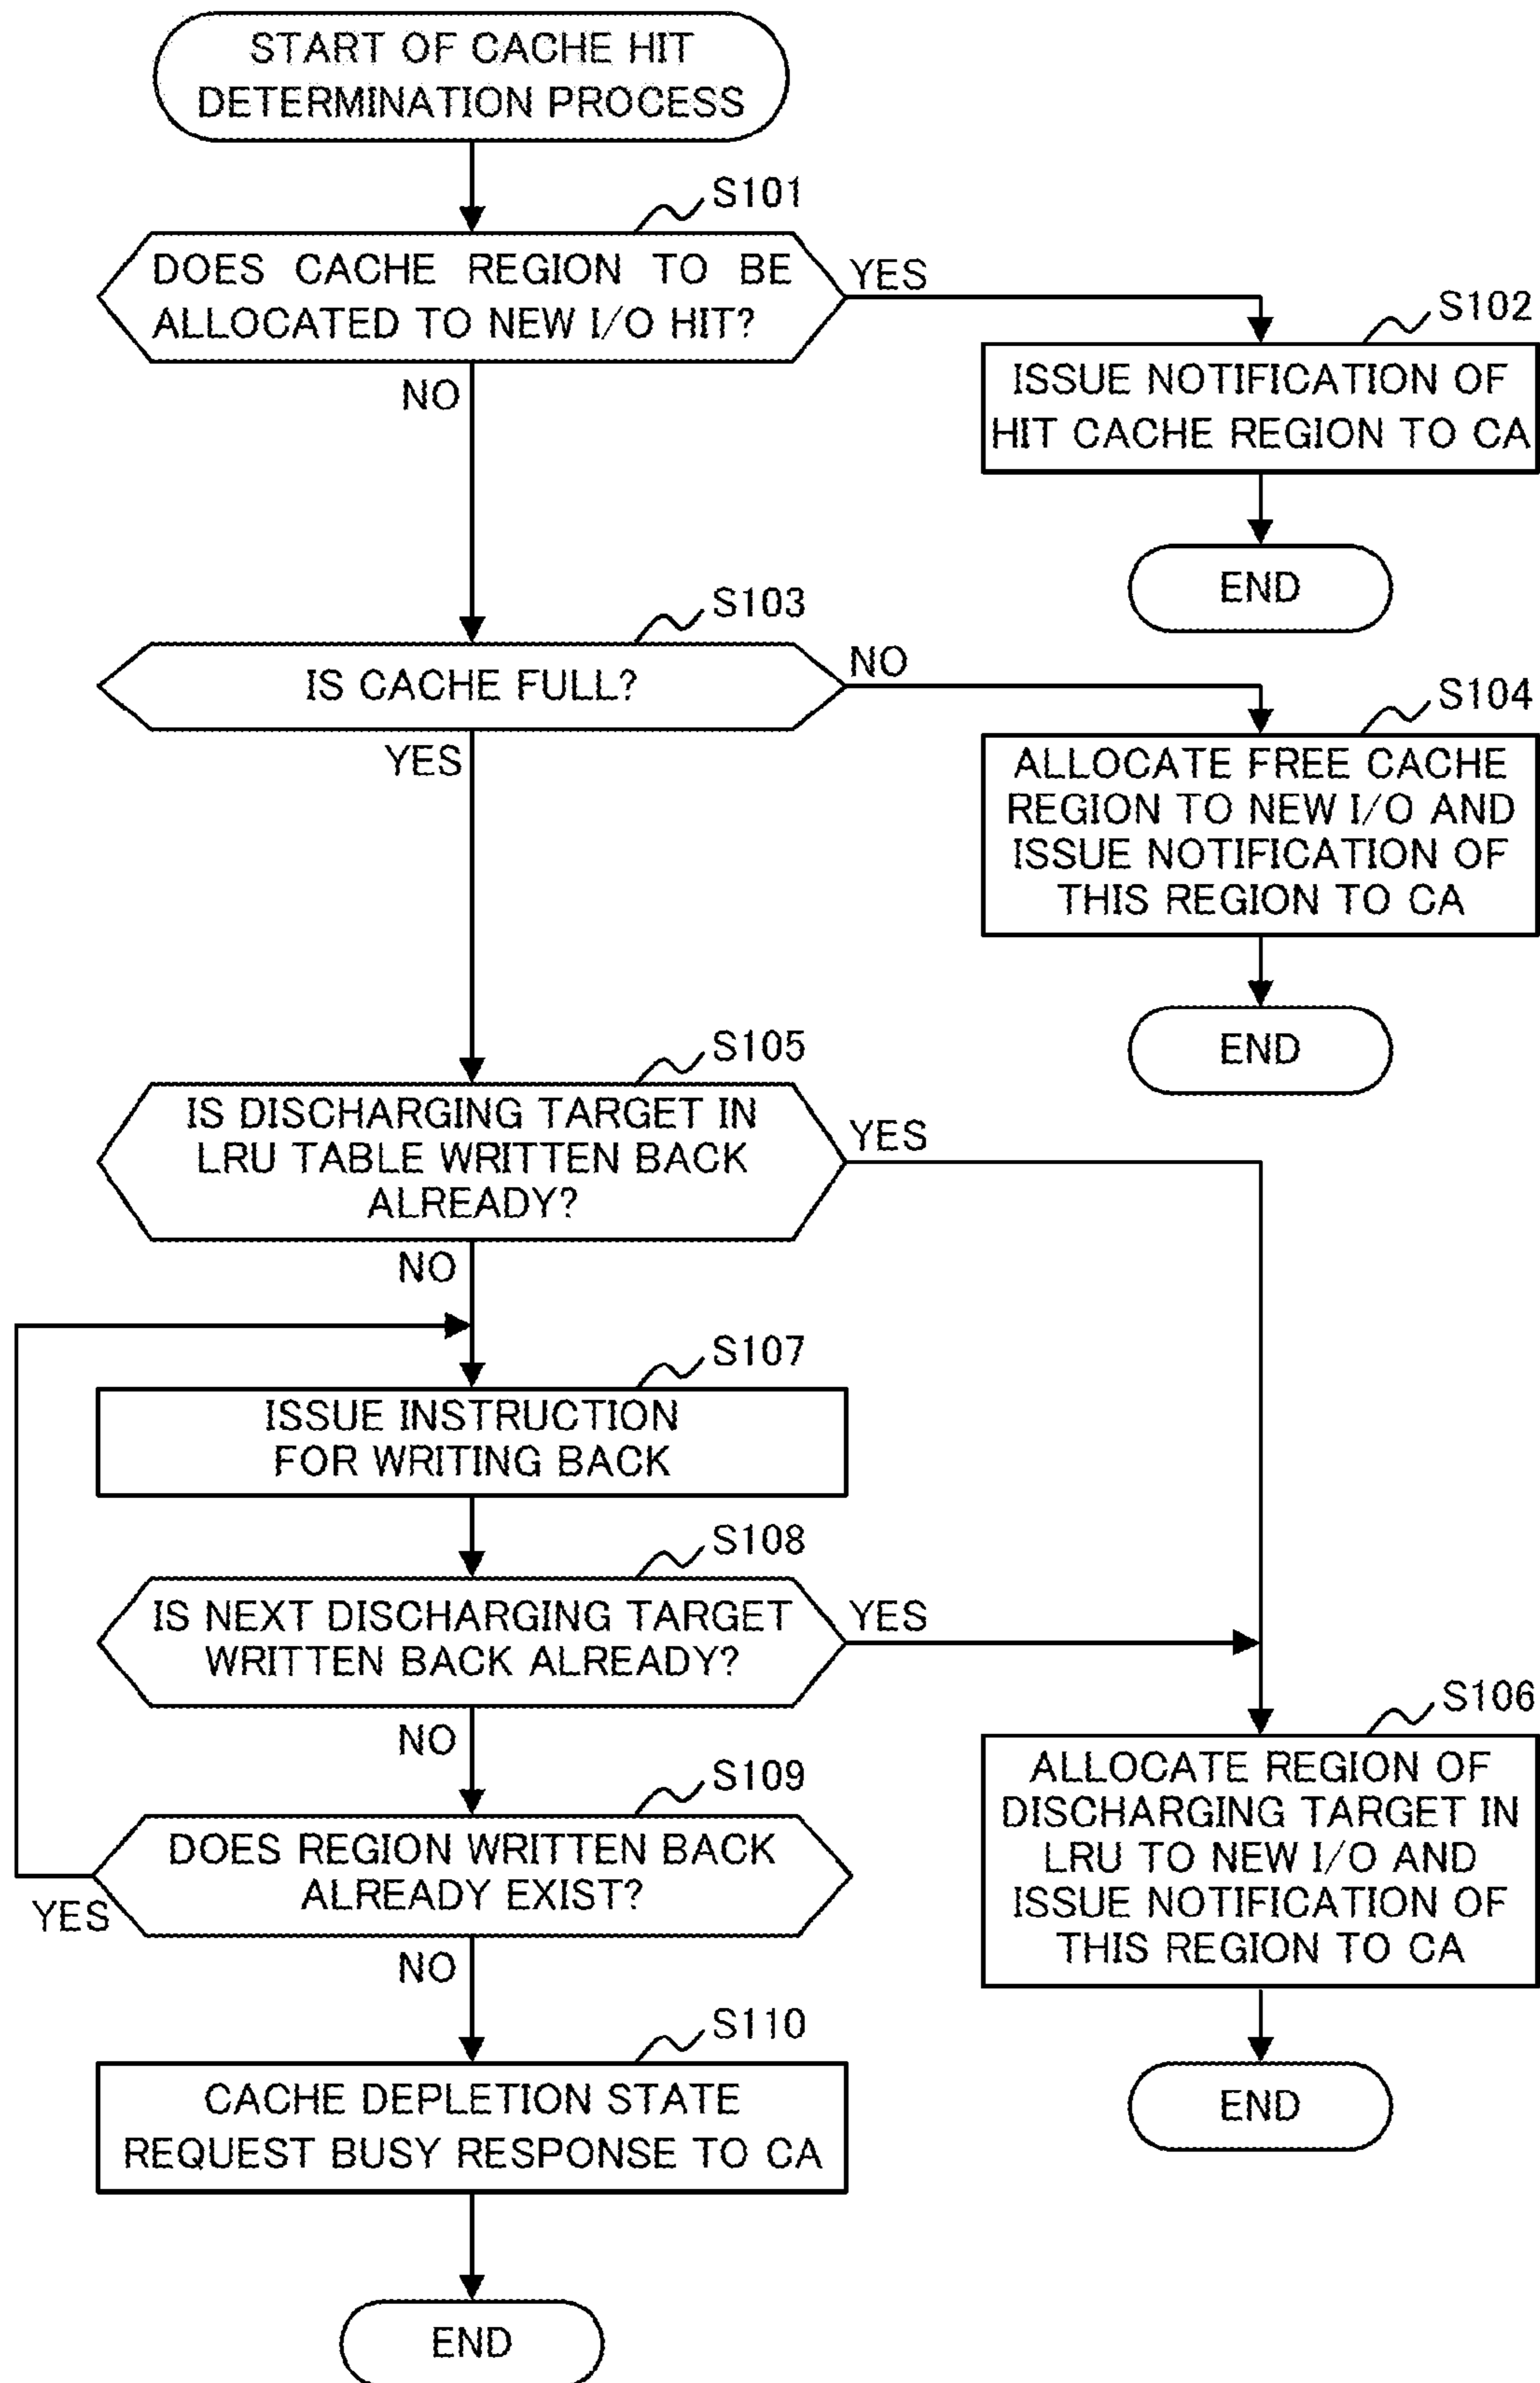 START OF CACHE HIT
DETERMINATION PROCESS
S101
DOES CACHE REGION TO BE
ALLOCATED TO NEW I/O HIT?
YES
NO
S102
ISSUE NOTIFICATION OF
HIT CACHE REGION TO CA
END
S103
IS CACHE FULL?
NO
YES
S104
ALLOCATE FREE CACHE
REGION TO NEW I/O AND
ISSUE NOTIFICATION OF
THIS REGION TO CA
END
S105
IS DISCHARGING TARGET IN
LRU TABLE WRITTEN BACK
ALREADY?
YES
NO
S107
ISSUE INSTRUCTION
FOR WRITING BACK
S108
IS NEXT DISCHARGING TARGET
WRITTEN BACK ALREADY?
YES
NO
S106
ALLOCATE REGION OF
DISCHARGING TARGET IN
LRU TO NEW I/O AND
ISSUE NOTIFICATION OF
THIS REGION TO CA
END
S109
DOES REGION WRITTEN BACK
ALREADY EXIST?
YES
NO
S110
CACHE DEPLETION STATE
REQUEST BUSY RESPONSE TO CA
END